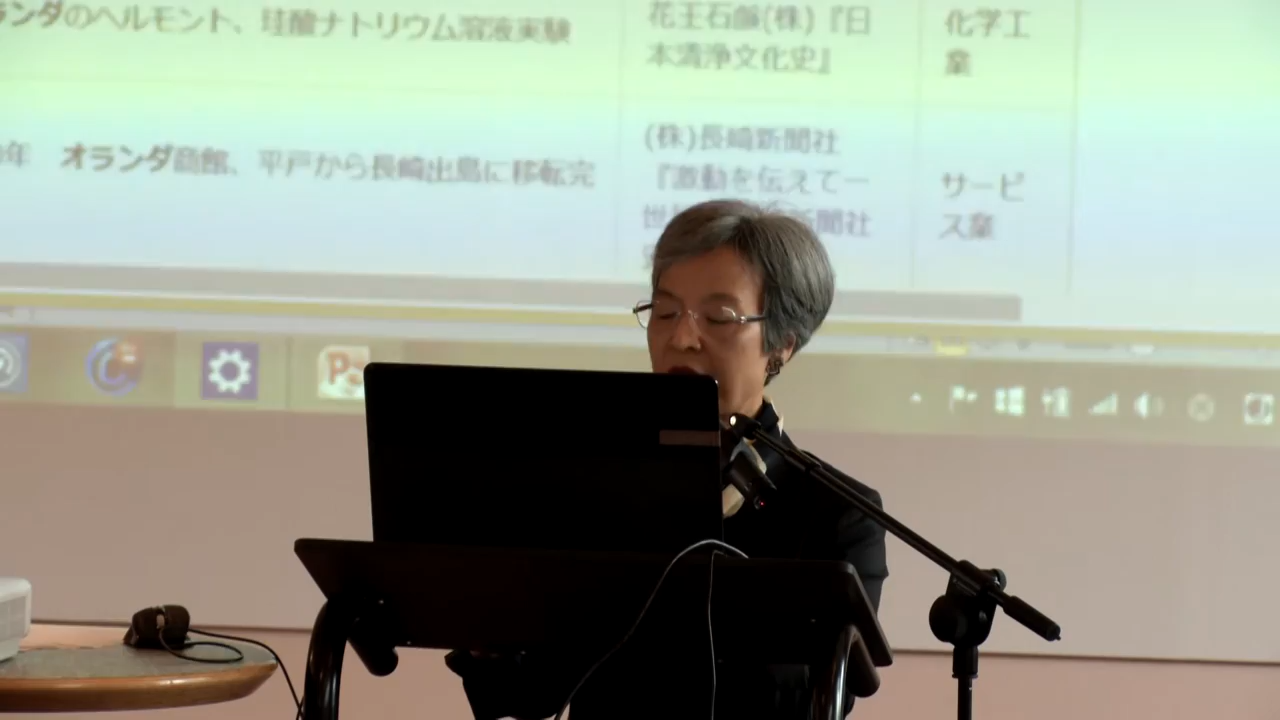 ランダのヘルモント、珪酸ナトリウム溶液実験
花王石鹸(株)『日
本清浄文化史』
化学工
業
年 オランダ商館、平戸から長崎出島に移転完
(株)長崎新聞社
『激動を伝えて一
世
新聞社
サービ
ス業